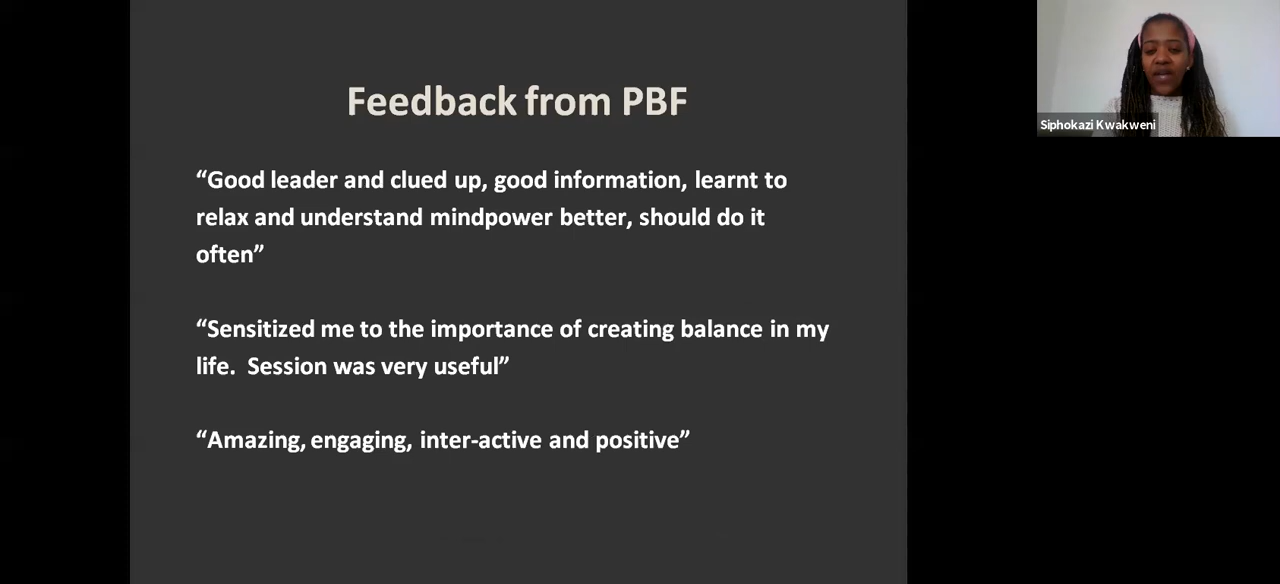 Feedback from PBF
“Good leader and clued up, good information, learnt to
relax and understand mindpower better, should do it
often”
“Sensitized me to the importance of creating balance in my
life.  Session was very useful”
“Amazing, engaging, inter-active and positive”
Siphokazi Kwakweni